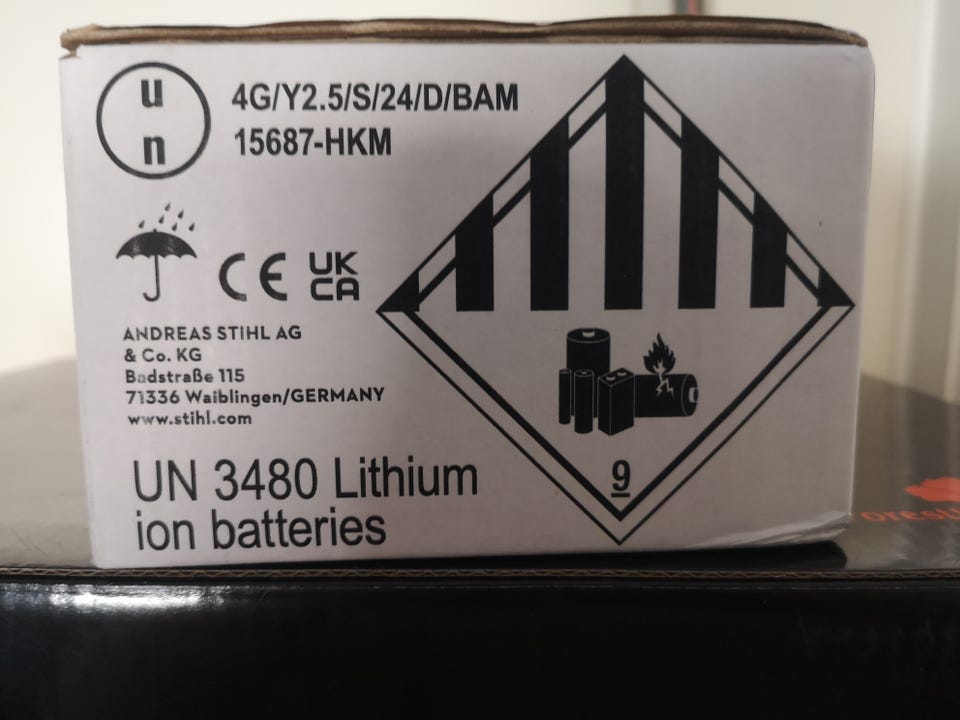 u
n
4G/Y2.5/S/24/D/BAM
15687-HKM
CE
UK
CA
ANDREAS STIHL AG
& Co. KG
Badstraße 115
71336 Waiblingen/GERMANY
www.stihl.com
UN 3480 Lithium
ion batteries
9